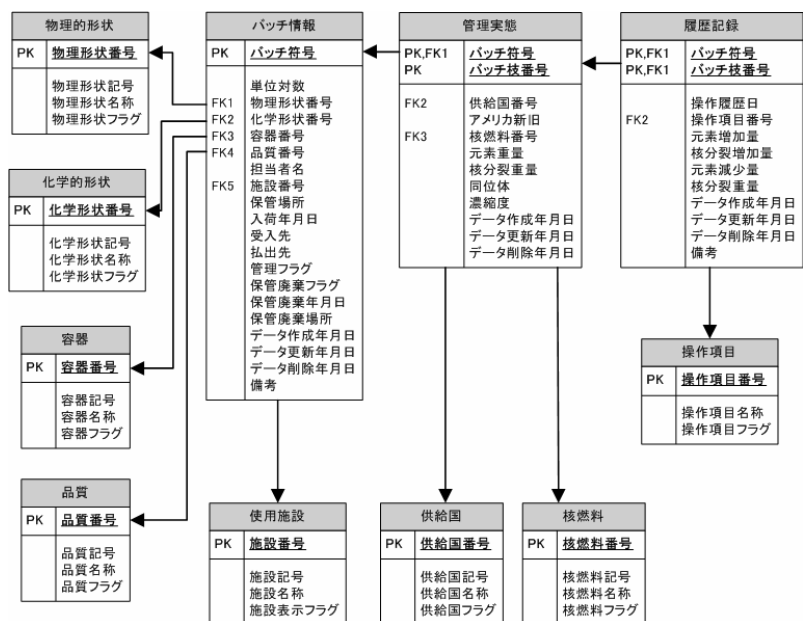 物理的形状
PK 物理形状番号
物理形状記号
物理形状名称
物理形状フラグ
化学的形状
PK 化学形状番号
化学形状記号
化学形状名称
化学形状フラグ
容器
PK 容器番号
容器記号
容器名称
容器フラグ
品質
PK 品質番号
品質記号
品質名称
品質フラグ
バッチ情報
PK バッチ符号
単位対数
FK1 物理形状番号
FK2 化学形状番号
FK3 容器番号
FK4 品質番号
担当者名
FK5 施設番号
保管場所
入荷年月日
受入先
払出先
管理フラグ
保管廃棄フラグ
保管廃棄年月日
保管廃棄場所
データ作成年月日
データ更新年月日
データ削除年月日
備考
管理実態
PK,FK1 バッチ符号
PK バッチ枝番号
FK2 供給国番号
アメリカ新旧
FK3 核燃料番号
元素重量
核分裂重量
同位体
濃縮度
データ作成年月日
データ更新年月日
データ削除年月日
履歴記録
PK,FK1 バッチ符号
PK,FK1 バッチ枝番号
操作履歴日
FK2 操作項目番号
元素増加量
核分裂増加量
元素減少量
核分裂重量
データ作成年月日
データ更新年月日
データ削除年月日
備考
操作項目
PK 操作項目番号
操作項目名称
操作項目フラグ
使用施設
PK 施設番号
施設記号
施設名称
施設表示フラグ
供給国
PK 供給国番号
供給国記号
供給国名称
供給国フラグ
核燃料
PK 核燃料番号
核燃料記号
核燃料名称
核燃料フラグ